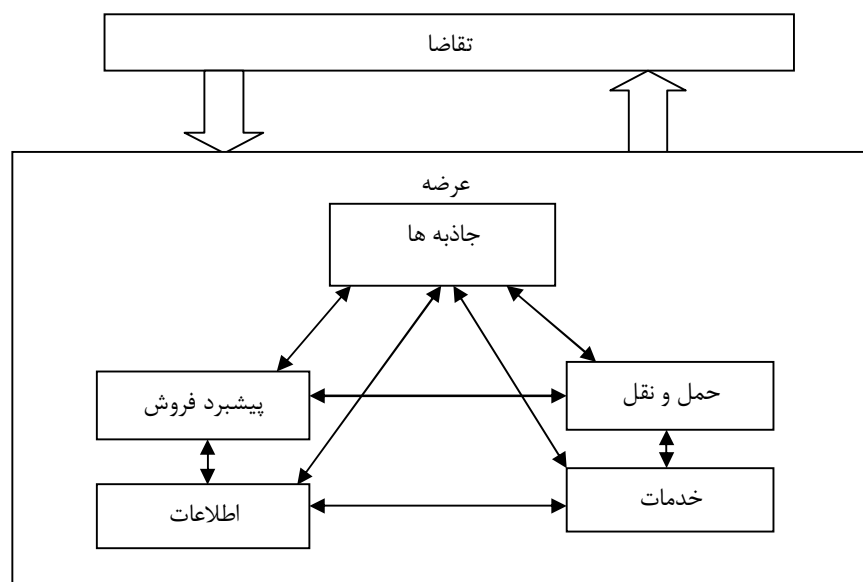 تقاضا
عرضه
جاذبه ها
حمل و نقل
پیشبرد فروش
خدمات
اطلاعات